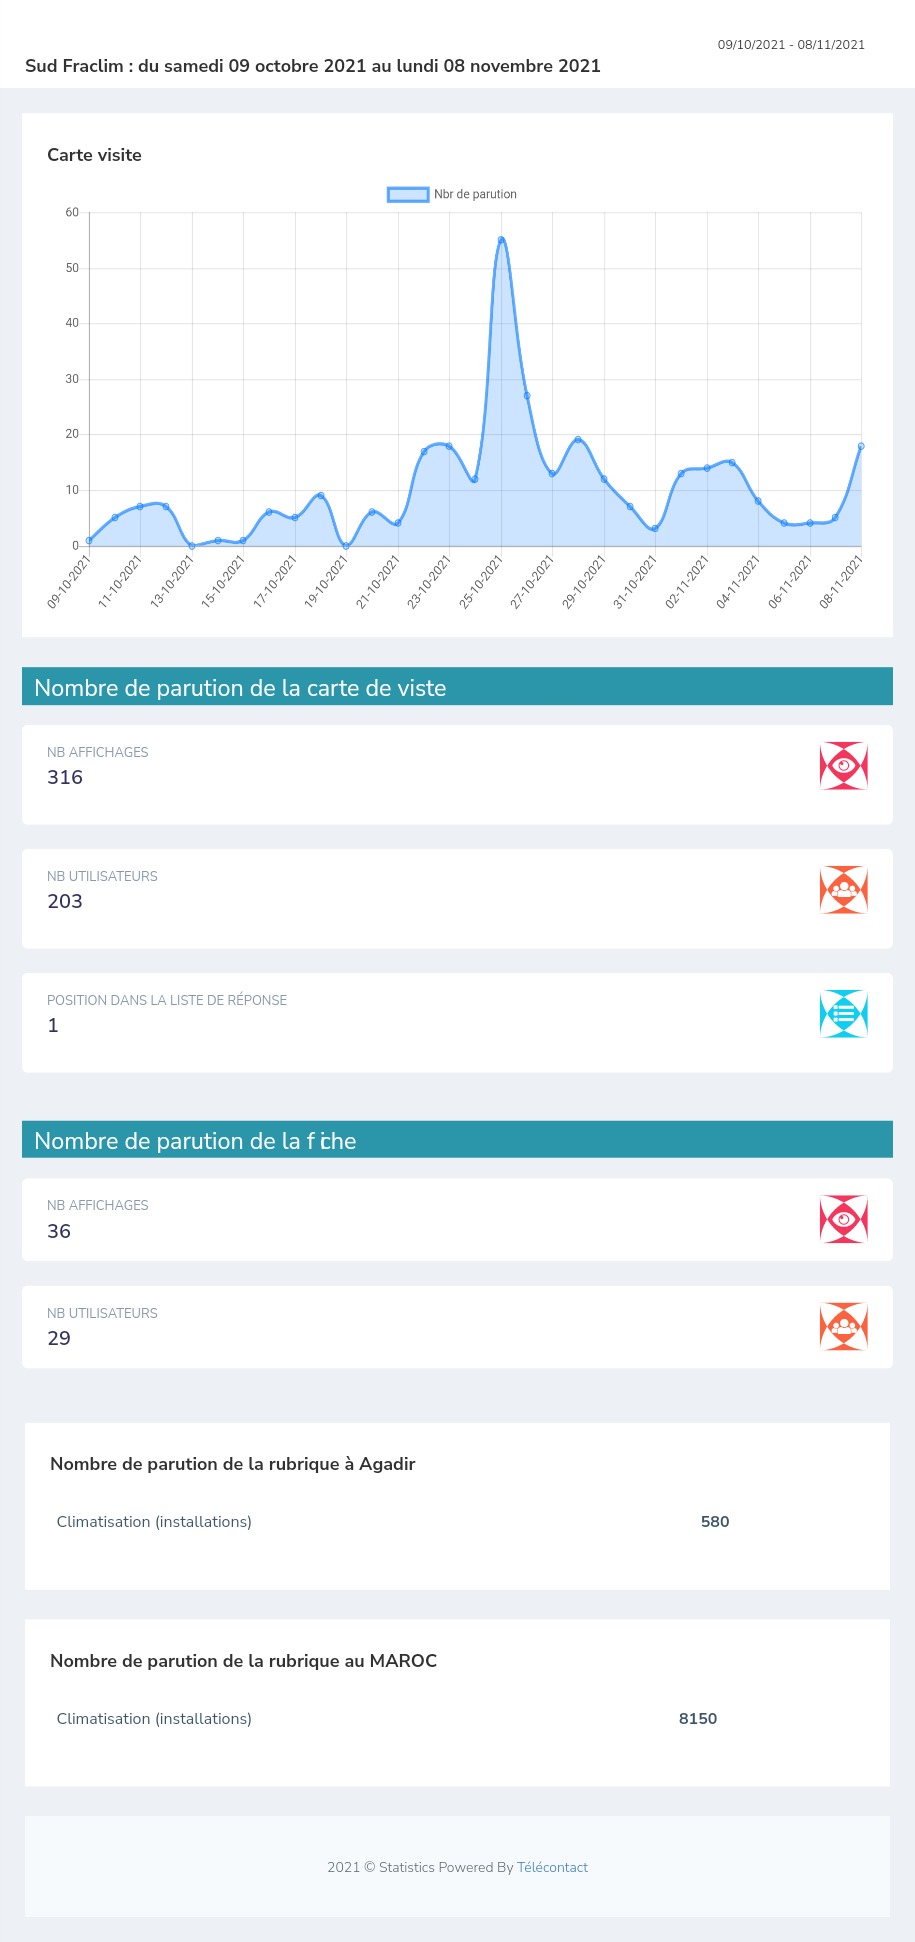 09/10/2021 - 08/11/2021
Sud Fraclim : du samedi 09 octobre 2021 au lundi 08 novembre 2021
Carte visite
Nbr de parution
60
50
40
30
20
10
0
09-10-2021
11-10-2021
13-10-2021
15-10-2021
17-10-2021
19-10-2021
21-10-2021
23-10-2021
25-10-2021
27-10-2021
29-10-2021
31-10-2021
02-11-2021
04-11-2021
06-11-2021
08-11-2021
Nombre de parution de la carte de viste
NB AFFICHAGES
316
NB UTILISATEURS
203
POSITION DANS LA LISTE DE RÉPONSE
1
Nombre de parution de la fiche
NB AFFICHAGES
36
NB UTILISATEURS
29
Nombre de parution de la rubrique à Agadir
Climatisation (installations) 580
Nombre de parution de la rubrique au MAROC
Climatisation (installations) 8150
2021 © Statistics Powered By Télécontact